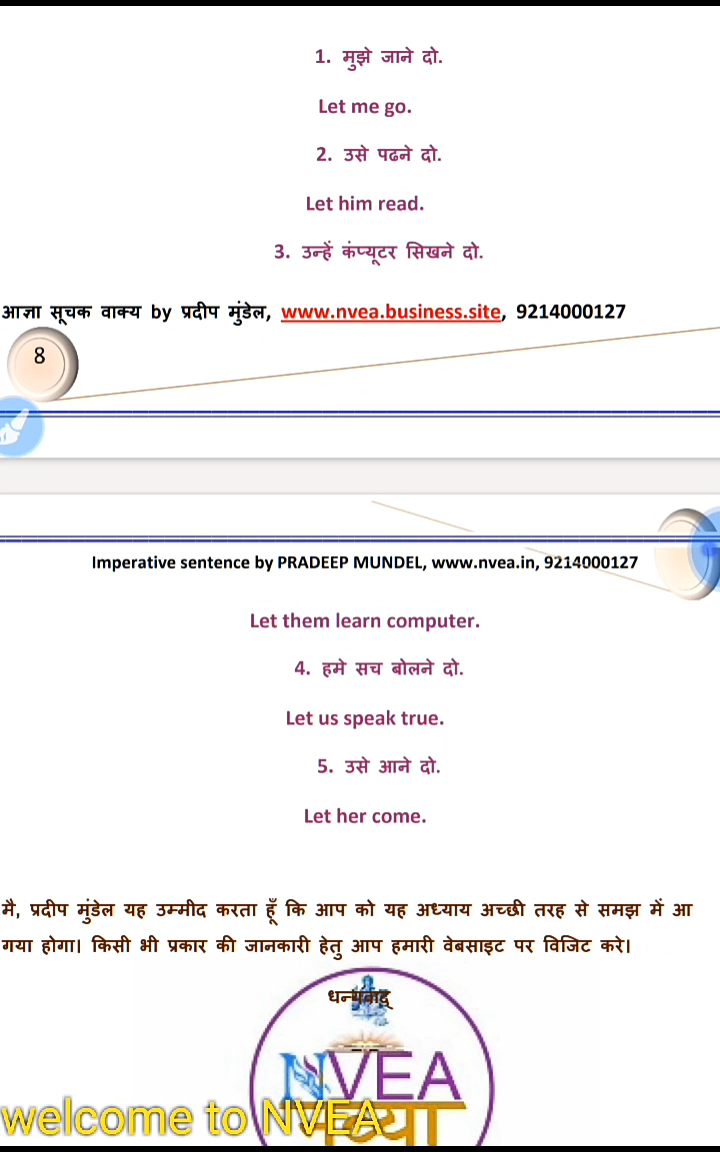 1. मुझे जाने दो.
Let me go.
2. उसे पढने दो.
Let him read.
3. उन्हें कंप्यूटर सिखने दो.
आज्ञा सूचक वाक्य by प्रदीप मुंडेल, www.nvea.business.site, 9214000127
8
Imperative sentence by PRADEEP MUNDEL, www.nvea.in, 9214000127
Let them learn computer.
4. हमे सच बोलने दो.
Let us speak true.
5. उसे आने दो.
Let her come.
मै, प्रदीप मुंडेल यह उम्मीद करता हूँ कि आप को यह अध्याय अच्छी तरह से समझ में आ
गया होगा। किसी भी प्रकार की जानकारी हेतु आप हमारी वेबसाइट पर विजिट करे।
NVEA
welcome to NVEA